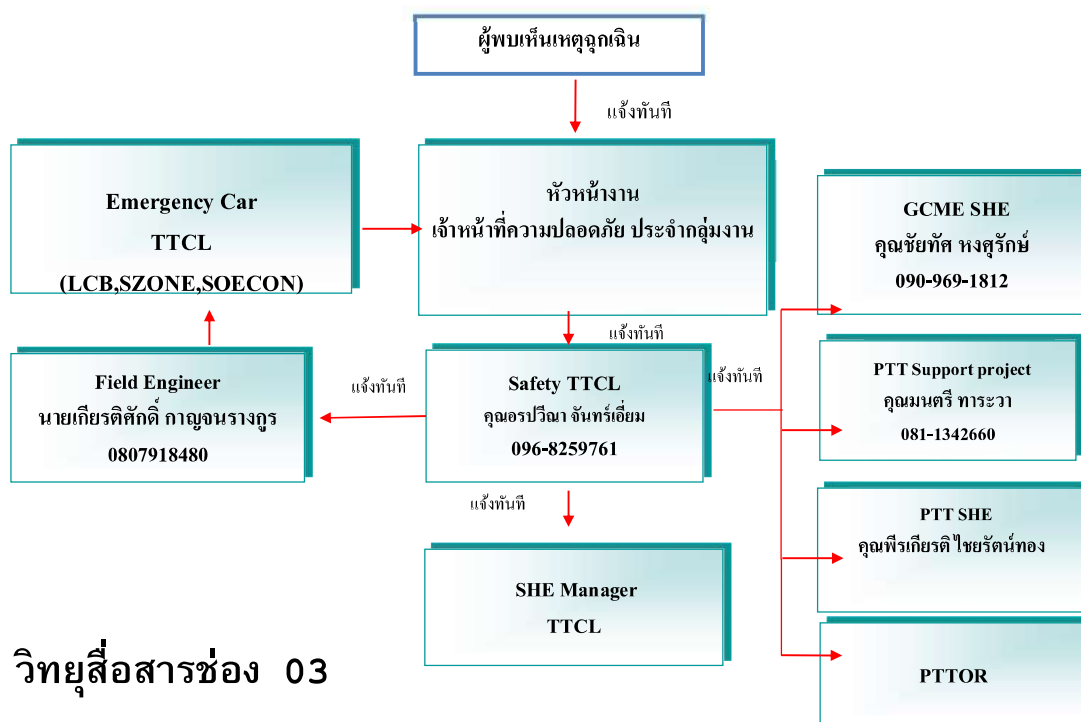 ผู้พบเห็นเหตุฉุกเฉิน
แจ้งทันที
Emergency Car
TTCL
(LCB,SZONE,SOECON)
หัวหน้างาน
เจ้าหน้าที่ความปลอดภัย ประจำกลุ่มงาน
GCME SHE
คุณชัยทัศ หงศุรักษ์
090-969-1812
แจ้งทันที
Field Engineer
นายเกียรติศักดิ์ กาญจนรางกูร
0807918480
แจ้งทันที
Safety TTCL
คุณอรปวีณา จันทร์เอี่ยม
096-8259761
แจ้งทันที
PTT Support project
คุณมนตรี ทาระวา
081-1342660
แจ้งทันที
SHE Manager
TTCL
PTT SHE
คุณพีรเกียรติ ไชยรัตน์ทอง
PTTOR
วิทยุสื่อสารช่อง 03